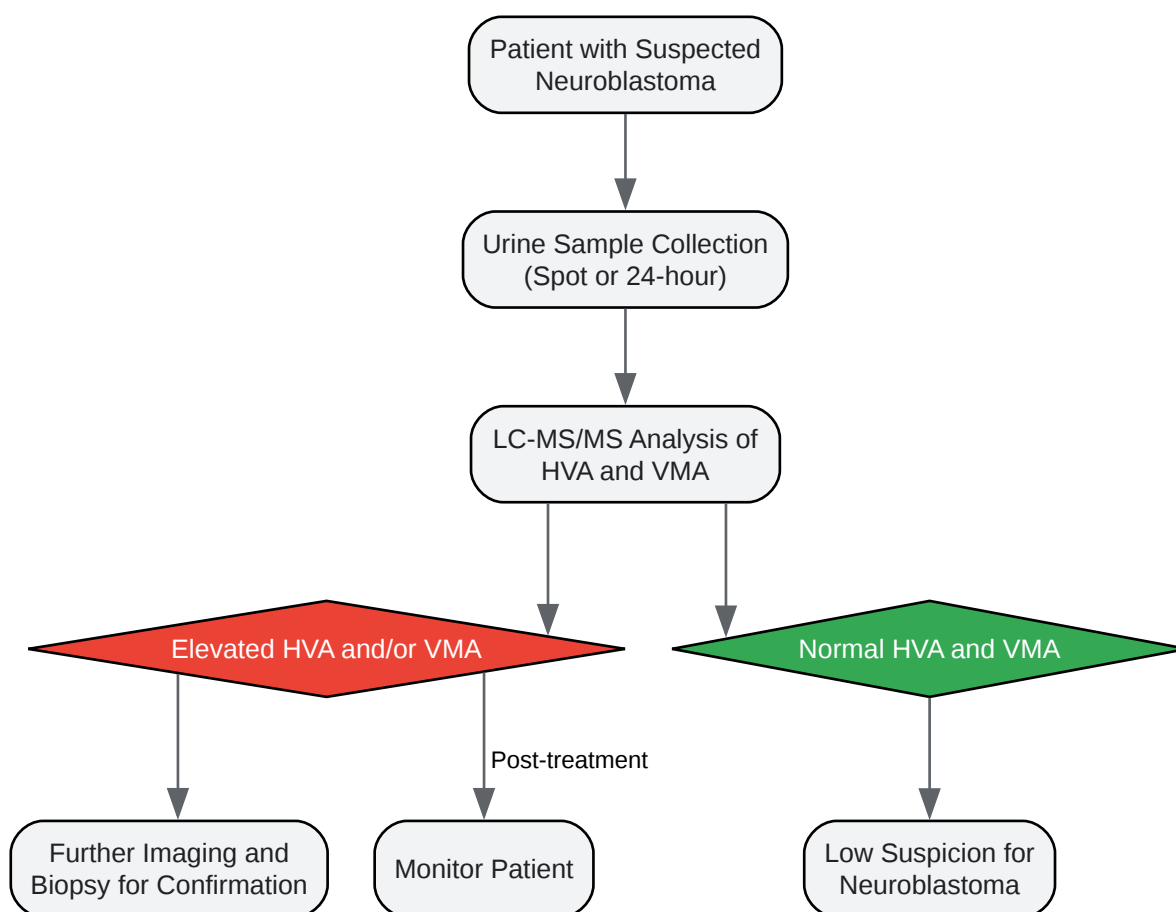 Patient with Suspected
Neuroblastoma
Urine Sample Collection
(Spot or 24-hour)
LC-MS/MS Analysis of
HVA and VMA
Elevated HVA and/or VMA
Normal HVA and VMA
Post-treatment
Further Imaging and
Biopsy for Confirmation
Monitor Patient
Low Suspicion for
Neuroblastoma